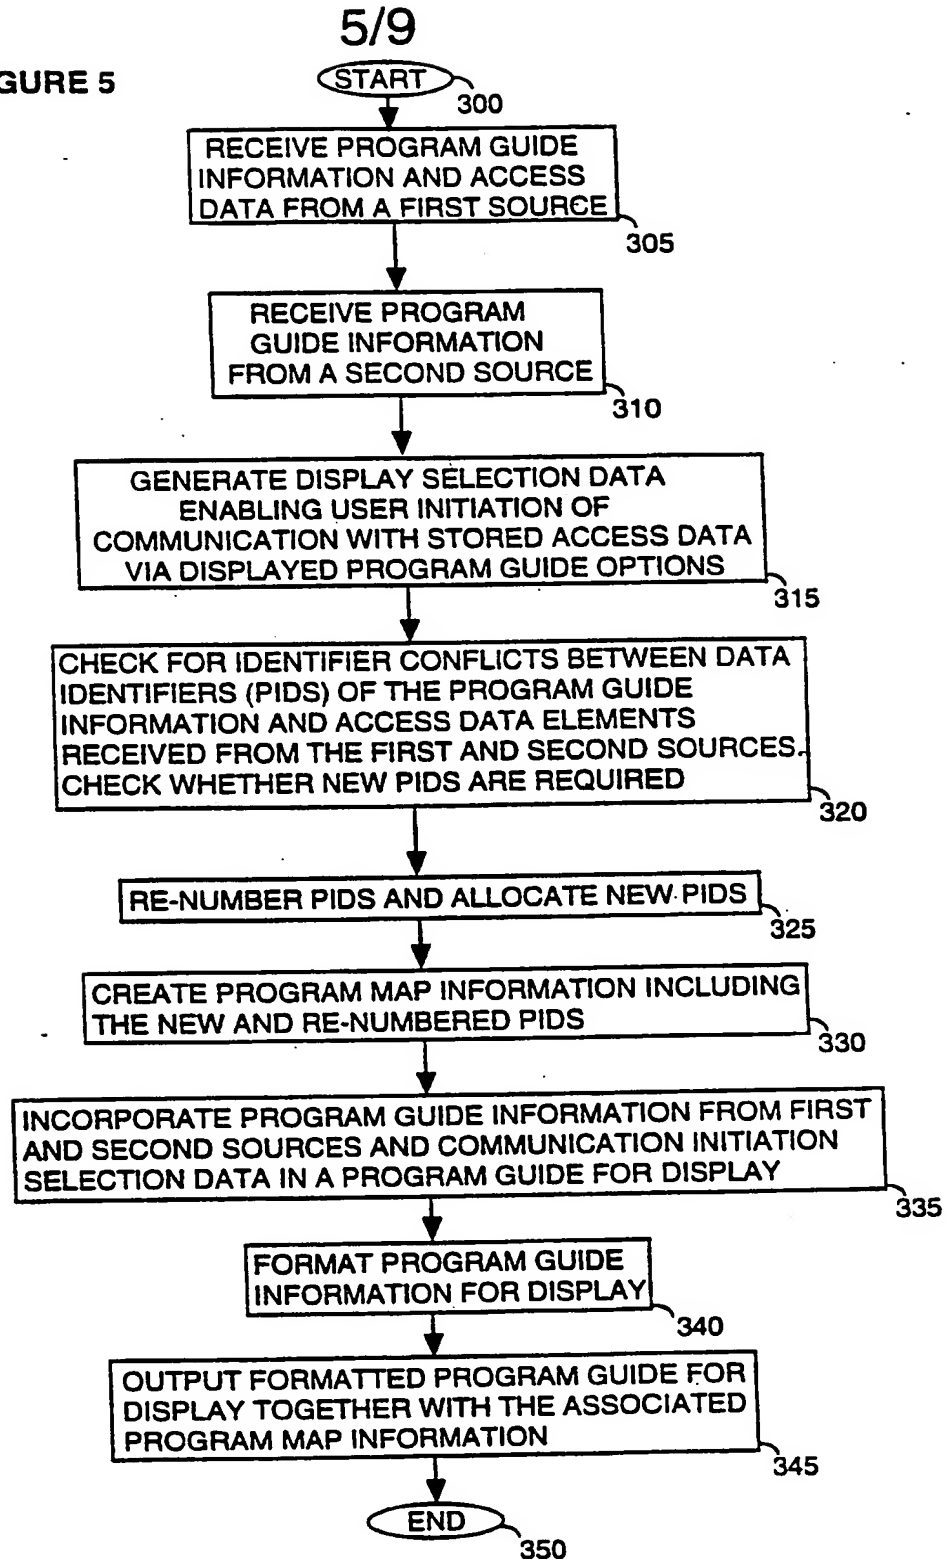 5/9
GURE 5
START
300
RECEIVE PROGRAM GUIDE
INFORMATION AND ACCESS
DATA FROM A FIRST SOURCE
305
RECEIVE PROGRAM
GUIDE INFORMATION
FROM A SECOND SOURCE
310
GENERATE DISPLAY SELECTION DATA
ENABLING USER INITIATION OF
COMMUNICATION WITH STORED ACCESS DATA
VIA DISPLAYED PROGRAM GUIDE OPTIONS
315
CHECK FOR IDENTIFIER CONFLICTS BETWEEN DATA
IDENTIFIERS (PIDS) OF THE PROGRAM GUIDE
INFORMATION AND ACCESS DATA ELEMENTS
RECEIVED FROM THE FIRST AND SECOND SOURCES.
CHECK WHETHER NEW PIDS ARE REQUIRED
320
RE-NUMBER PIDS AND ALLOCATE NEW PIDS
325
CREATE PROGRAM MAP INFORMATION INCLUDING
THE NEW AND RE-NUMBERED PIDS
330
INCORPORATE PROGRAM GUIDE INFORMATION FROM FIRST
AND SECOND SOURCES AND COMMUNICATION INITIATION
SELECTION DATA IN A PROGRAM GUIDE FOR DISPLAY
335
FORMAT PROGRAM GUIDE
INFORMATION FOR DISPLAY
340
OUTPUT FORMATTED PROGRAM GUIDE FOR
DISPLAY TOGETHER WITH THE ASSOCIATED
PROGRAM MAP INFORMATION
345
END
350